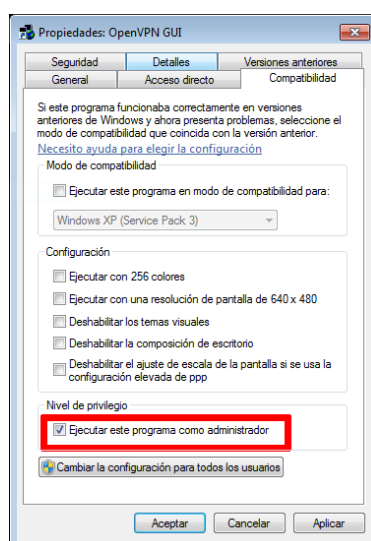 Propiedades: OpenVPN GUI
Seguridad Detalles Versiones anteriores
General Acceso directo Compatibilidad
Si este programa funcionaba correctamente en versiones
anteriores de Windows y ahora presenta problemas, seleccione el
modo de compatibilidad que coincida con la versión anterior.
Necesito ayuda para elegir la configuración
Modo de compatibilidad
Ejecutar este programa en modo de compatibilidad para:
Windows XP (Service Pack 3)
Configuración
Ejecutar con 256 colores
Ejecutar con una resolución de pantalla de 640 x 480
Deshabilitar los temas visuales
Deshabilitar la composición de escritorio
Deshabilitar el ajuste de escala de la pantalla si se usa la
configuración elevada de ppp
Nivel de privilegio
Ejecutar este programa como administrador
Cambiar la configuración para todos los usuarios
Aceptar Cancelar Aplicar